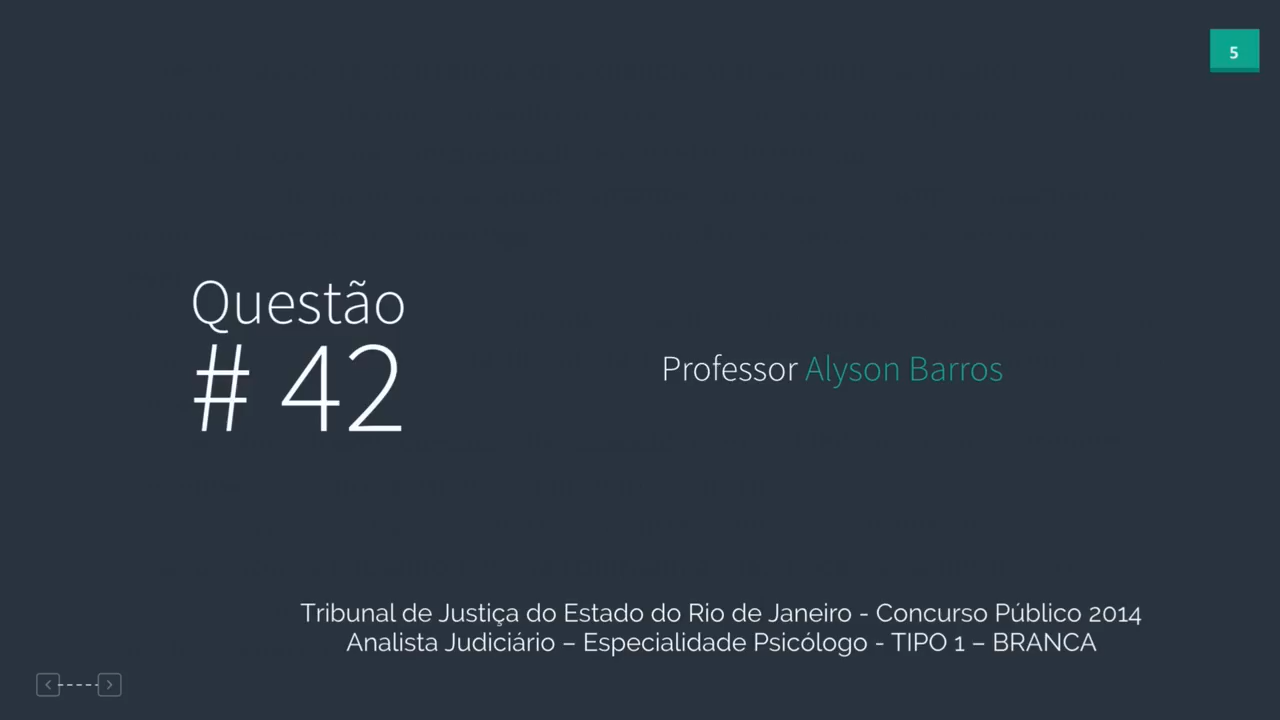 5
Questão
# 42
Professor Alyson Barros
Tribunal de Justiça do Estado do Rio de Janeiro - Concurso Público 2014
Analista Judiciário – Especialidade Psicólogo - TIPO 1 – BRANCA